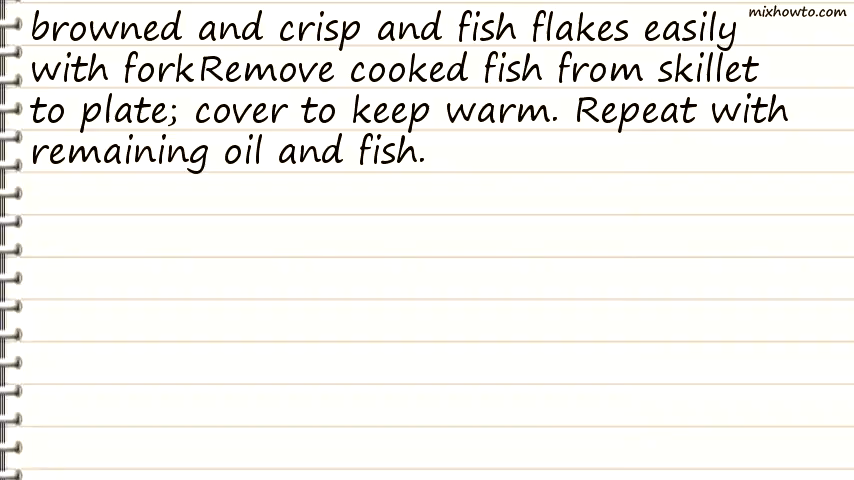 mixhowto.com
browned and crisp and fish flakes easily
with forkRemove cooked fish from skillet
to plate; cover to keep warm. Repeat with
remaining oil and fish.